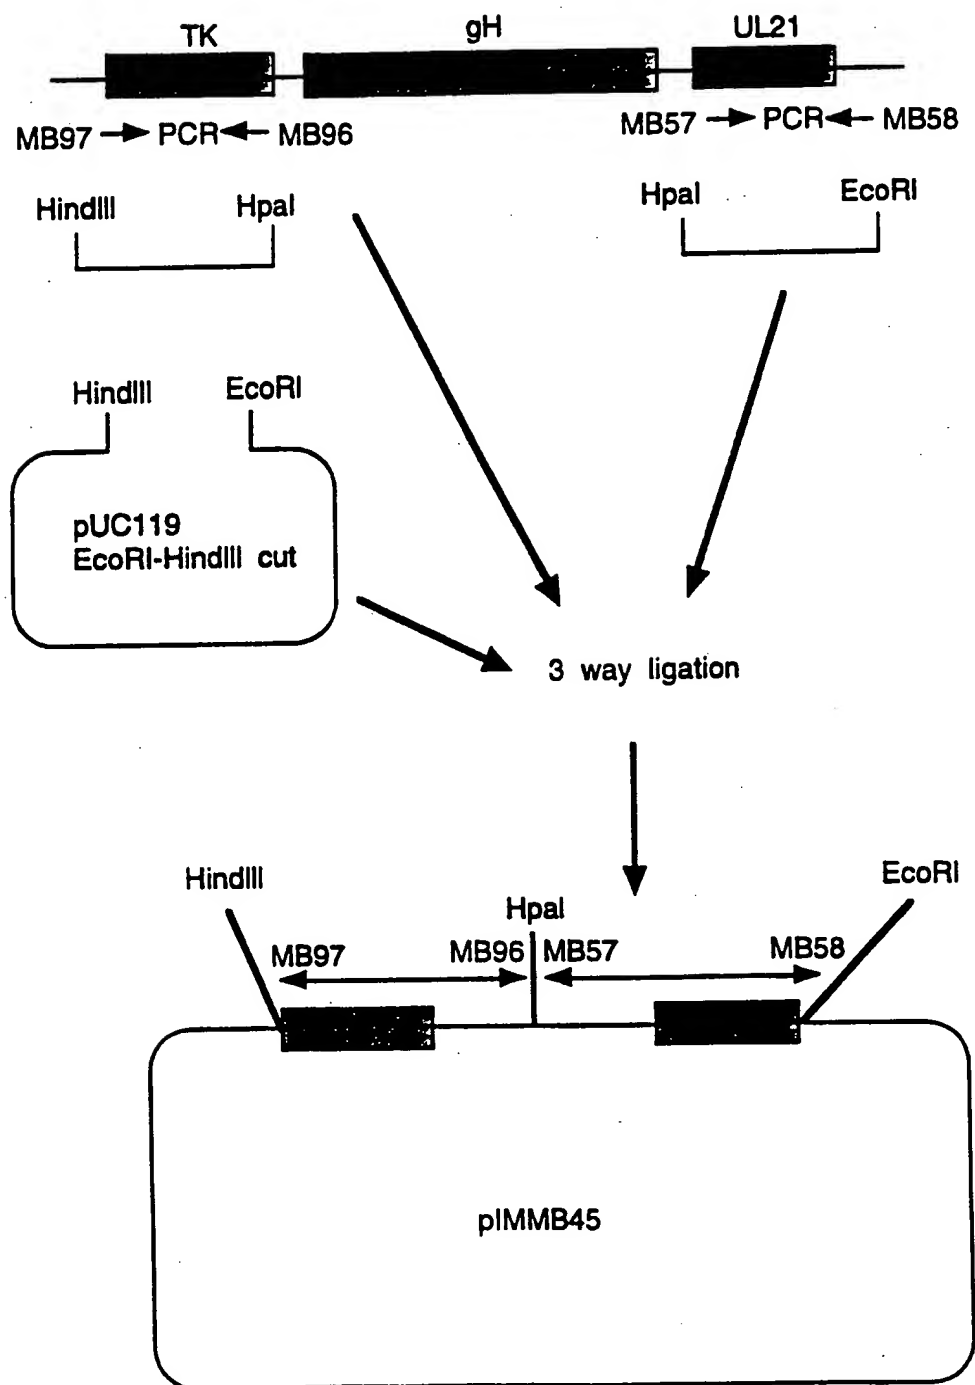 TK gH UL21
MB97 PCR MB96 MB57 PCR MB58
HindIII HpaI HpaI EcoRI
HindIII EcoRI
pUC119
EcoRI-HindIII cut
3 way ligation
HindIII EcoRI
HpaI
MB97 MB96 MB57 MB58
pIMMB45